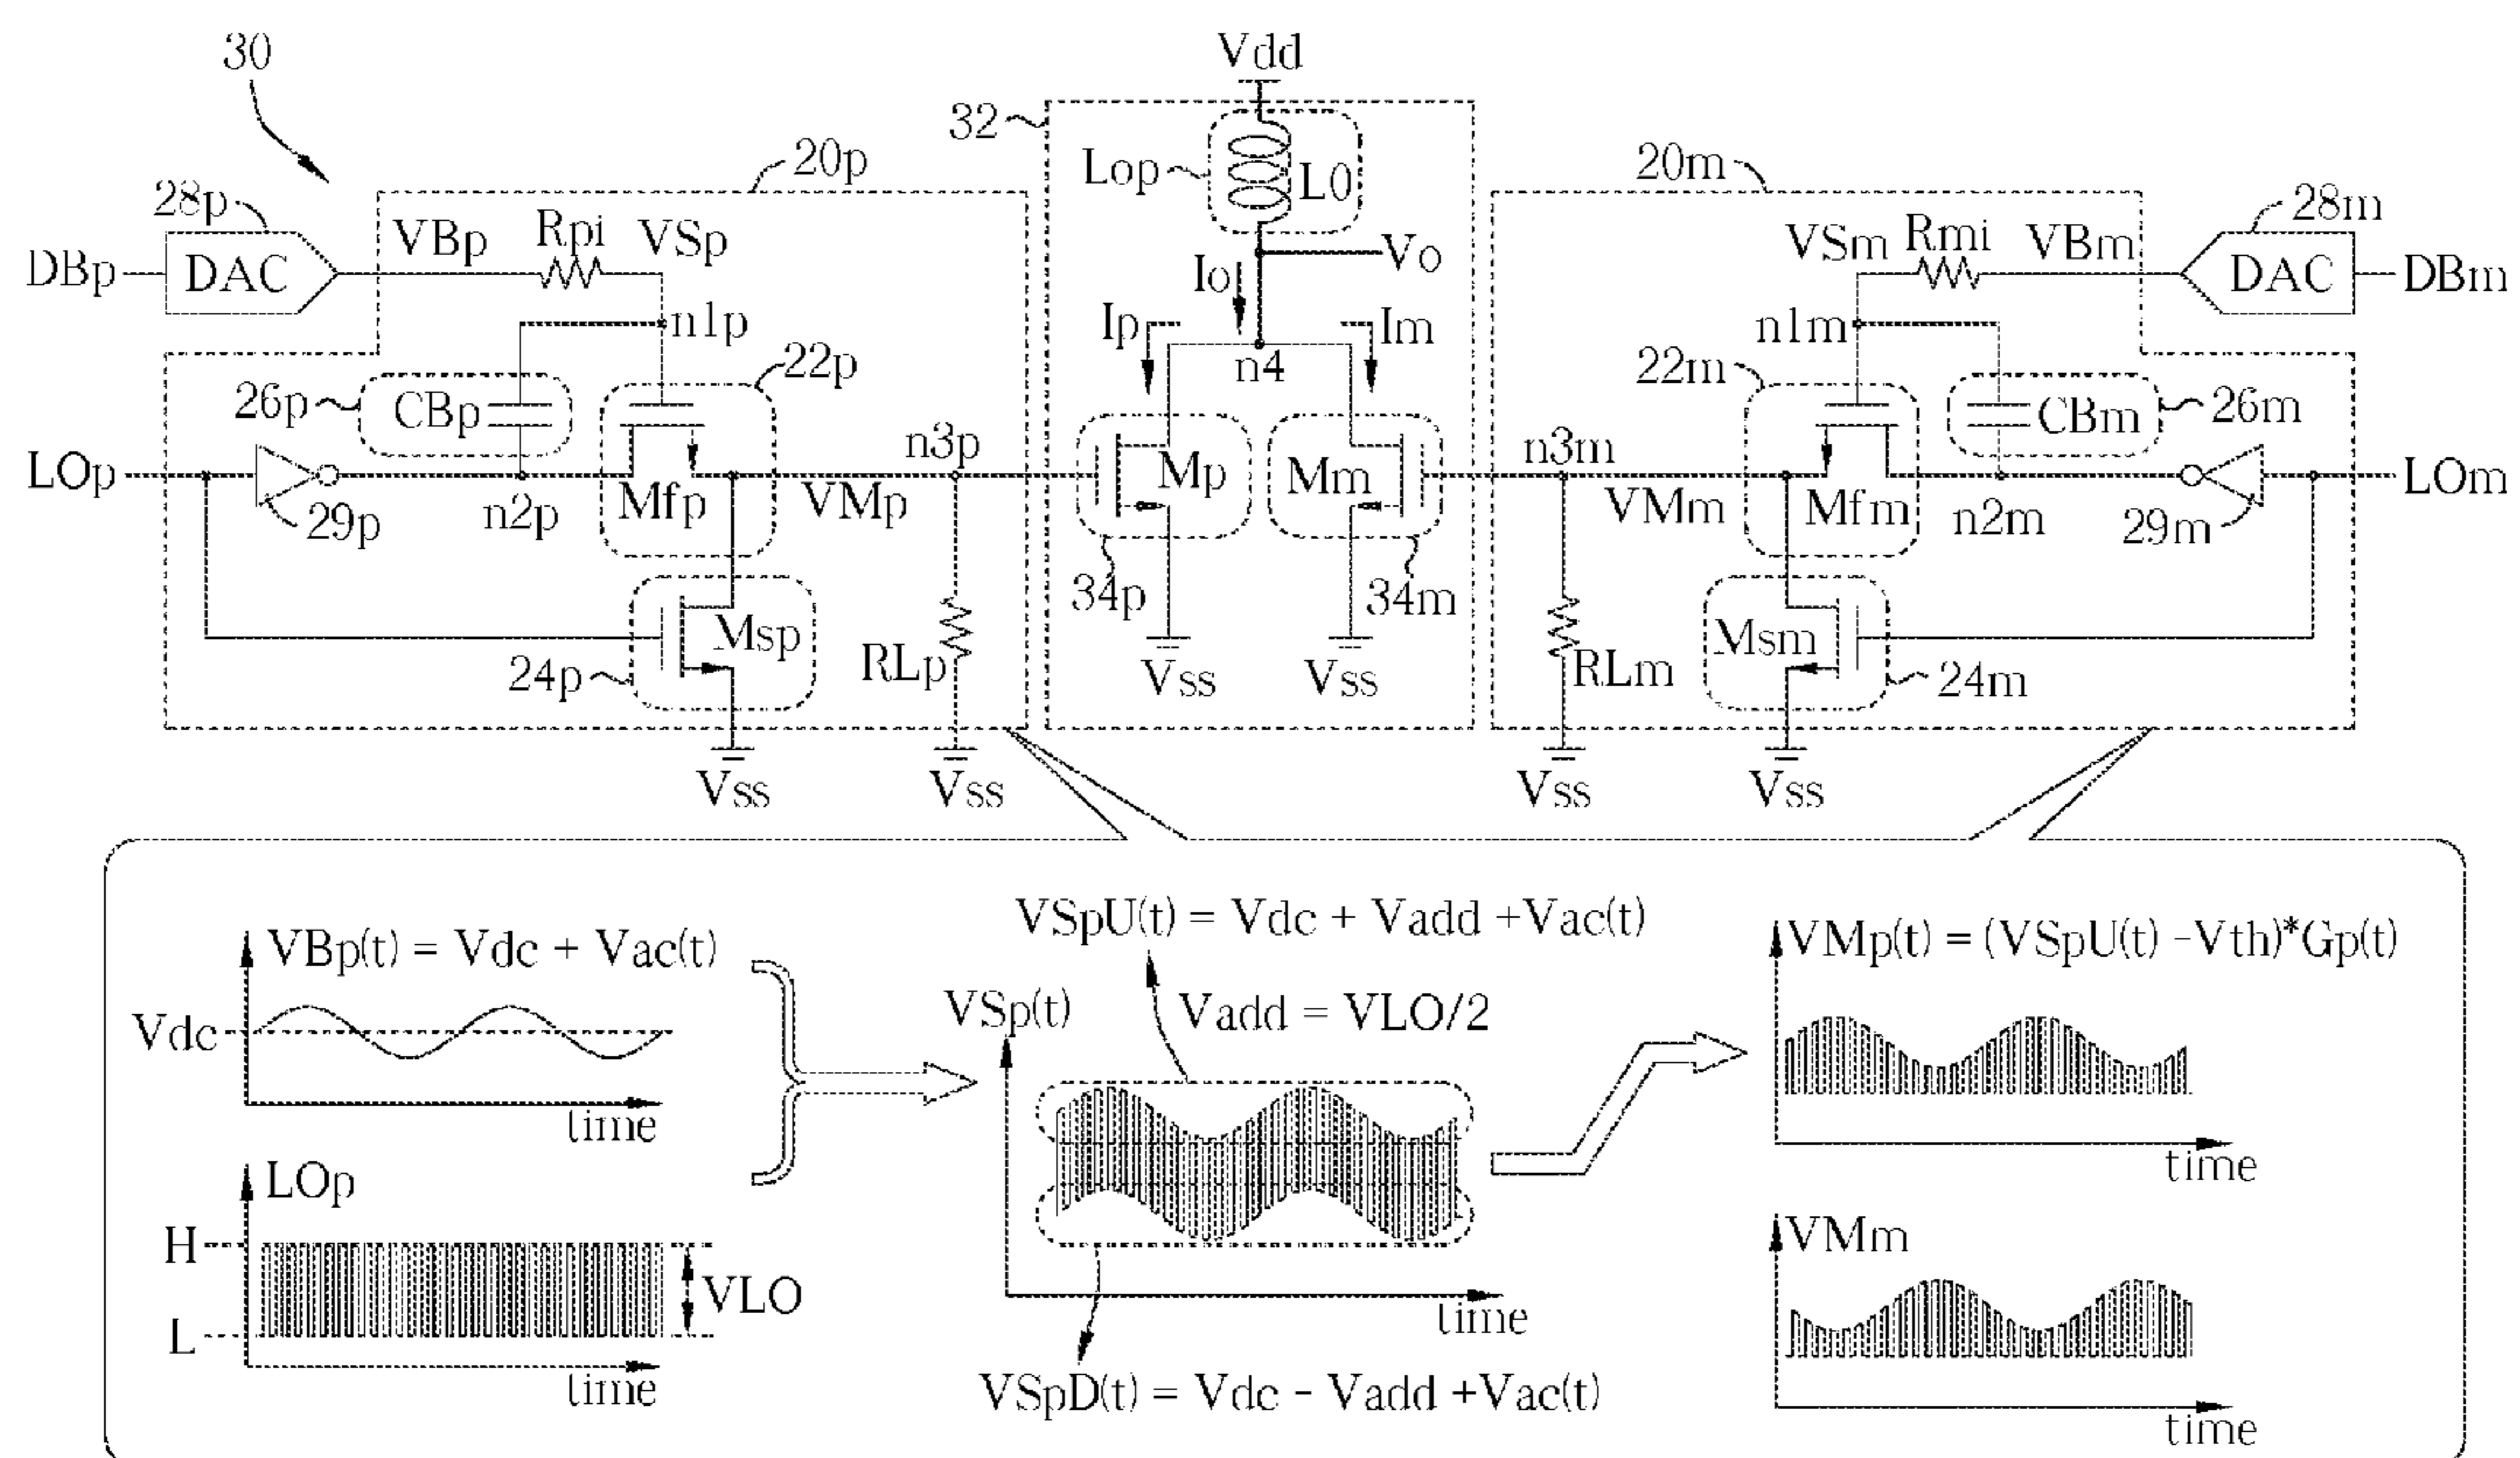 30
Vdd
32
Lop
L0
20p
20m
28p
28m
VBp
Rpi
VSp
VSm
Rmi
VBm
DBp
DAC
DAC
DBm
Vo
Io
Ip
Im
n1p
n1m
n4
22p
22m
26p
CBp
CBm
26m
n3p
n3m
LOp
Mp
Mm
LOm
Mfp
VMp
VMm
Mfm
n2p
n2m
29p
29m
34p
34m
Msp
Msm
24p
24m
RLp
RLm
Vss
Vss
Vss
Vss
Vss
Vss
VBp(t) = Vdc + Vac(t)
Vdc
time
LOp
H
L
VLO
time
VSpU(t) = Vdc + Vadd +Vac(t)
Vadd = VLO/2
VSp(t)
time
VSpD(t) = Vdc - Vadd +Vac(t)
VMp(t) = (VSpU(t) -Vth)*Gp(t)
time
VMm
time